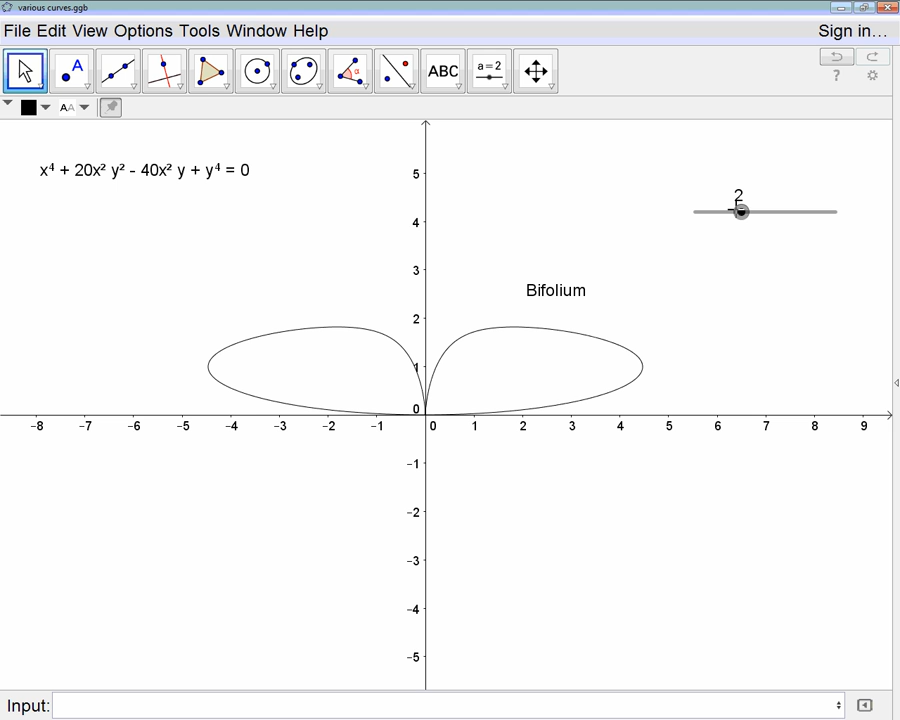 various curves.ggb
File Edit View Options Tools Window Help Sign in...
A α ABC a = 2
AA
?
x⁴ + 20x² y² - 40x² y + y⁴ = 0
2
Bifolium
5
4
3
2
1
0
−8 −7 −6 −5 −4 −3 −2 −1 0 1 2 3 4 5 6 7 8 9
−1
−2
−3
−4
−5
Input: